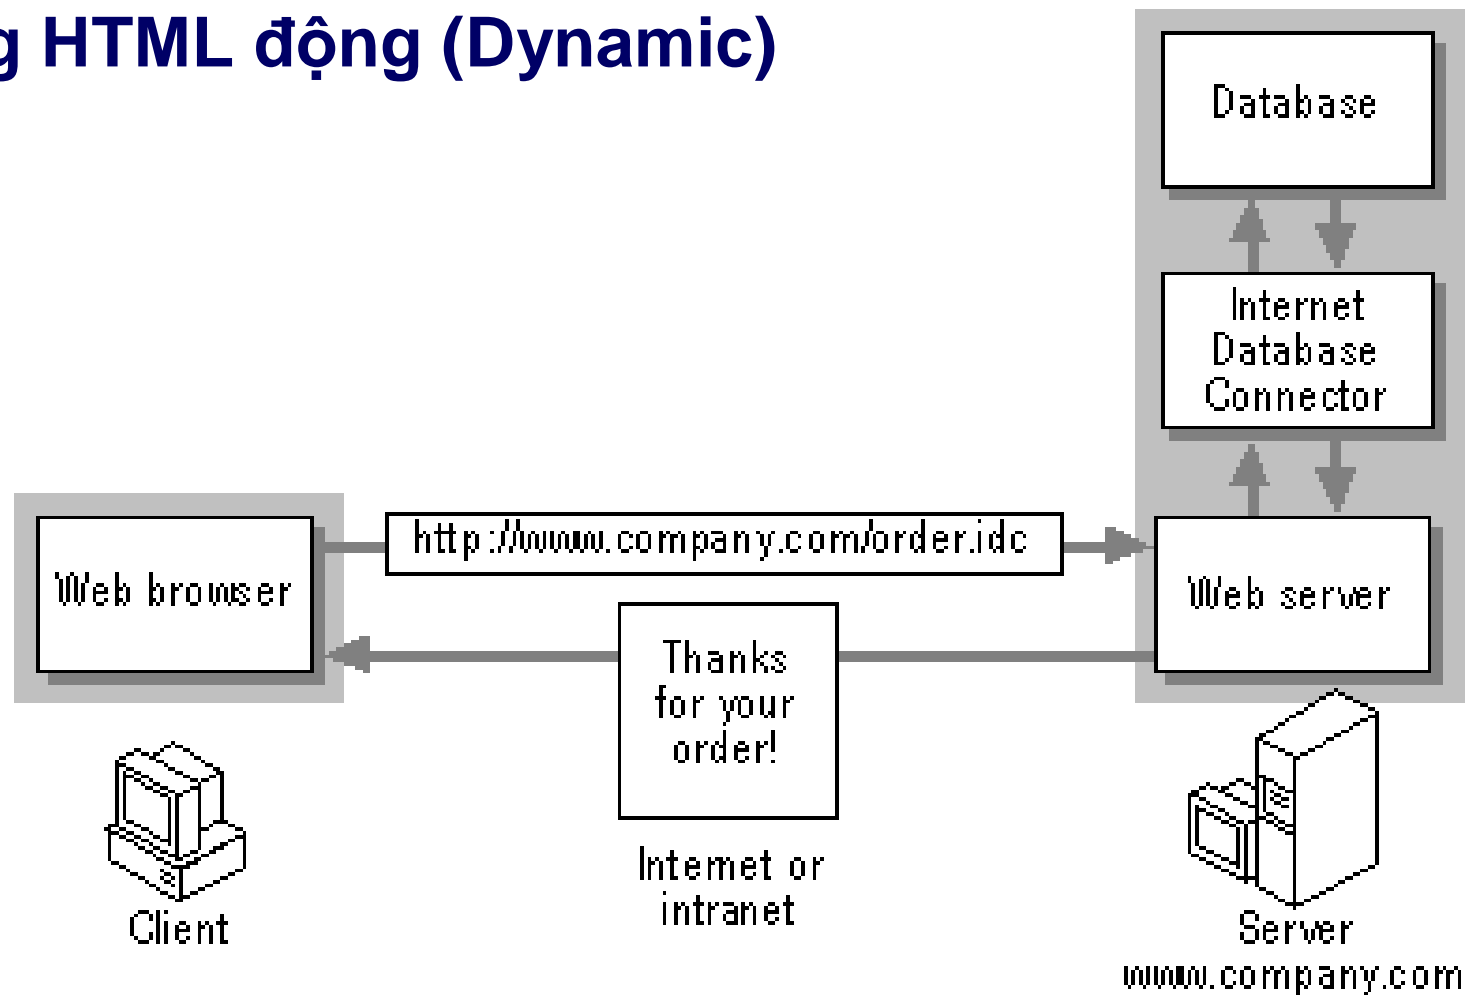 g HTML động (Dynamic)
Database
Internet
Database
Connector
http://www.company.com/order.idc
Web browser
Web server
Thanks
for your
order!
Internet or
intranet
Client
Server
www.company.com